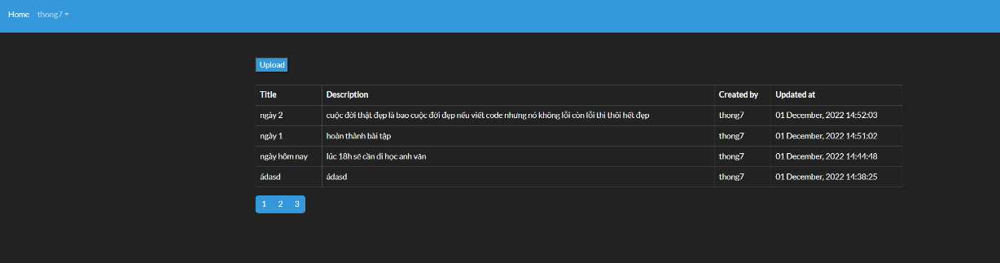 Home thong7
Upload
Title Description Created by Updated at
ngày 2 cuộc đời thật đẹp là bao cuộc đời đẹp nếu viết code nhưng nó không lỗi còn lỗi thì thôi hết đẹp thong7 01 December, 2022 14:52:03
ngày 1 hoàn thành bài tập thong7 01 December, 2022 14:51:02
ngày hôm nay lúc 18h sẽ cần đi học anh văn thong7 01 December, 2022 14:44:48
ádasd ádasd thong7 01 December, 2022 14:38:25
1 2 3